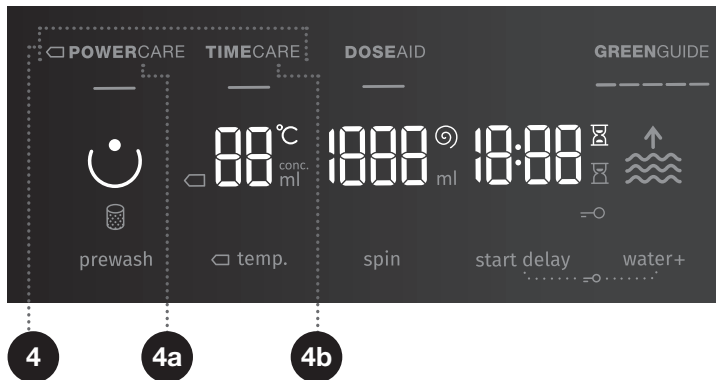 POWERCARE TIMECARE DOSEAID GREENGUIDE
88 °C conc. ml 1888 ml 18:88
prewash temp. spin start delay water+
4 4a 4b